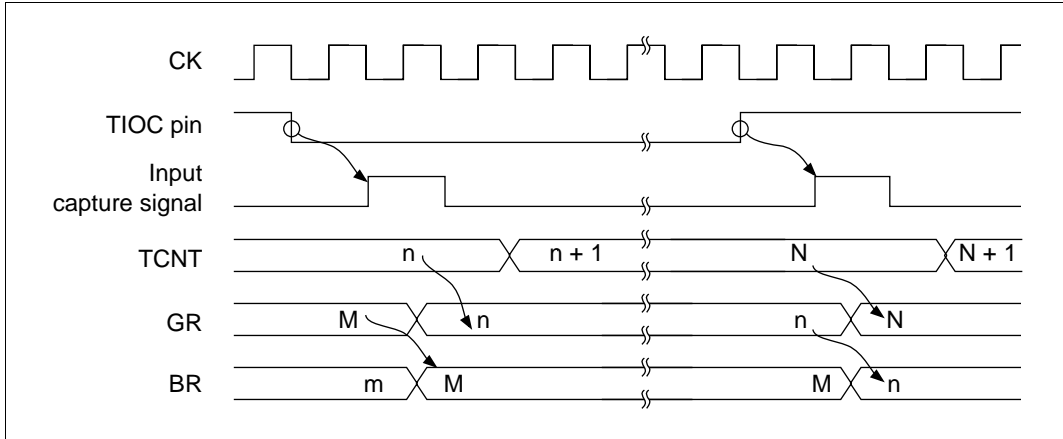 CK
TIOC pin
Input
capture signal
TCNT n n + 1 N N + 1
GR M n n N
BR m M M n